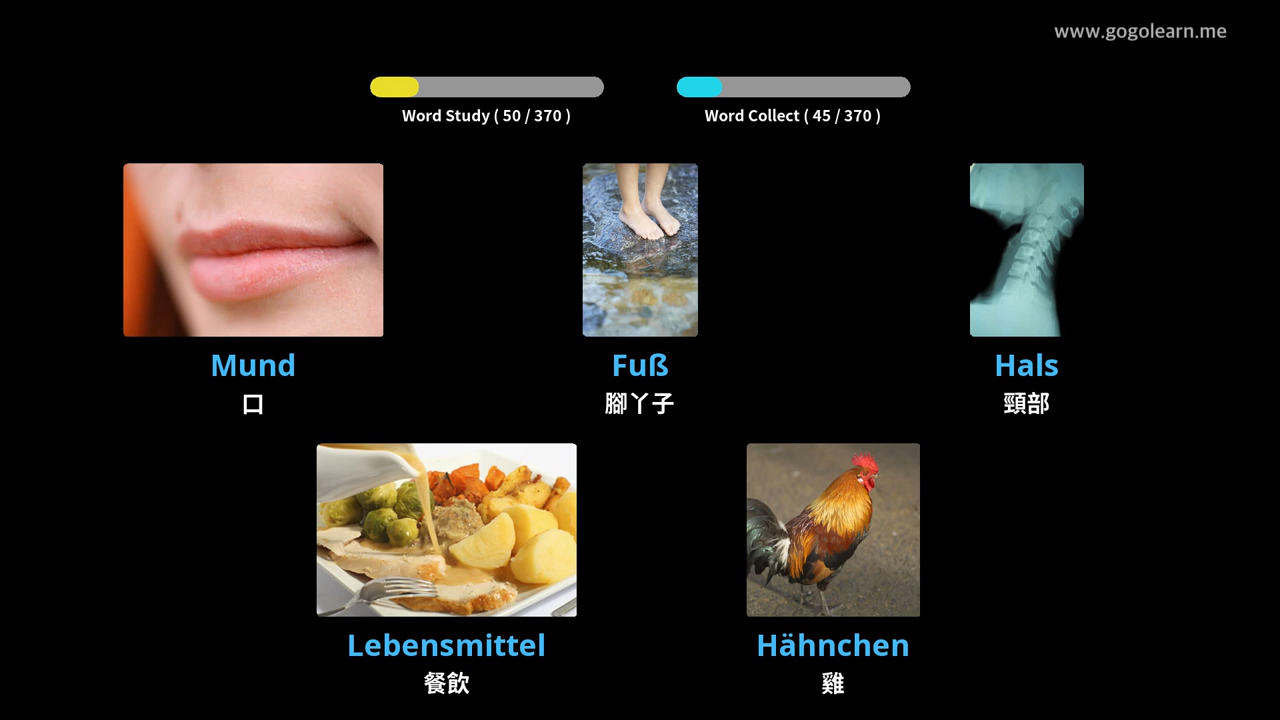 www.gogolearn.me
Word Study ( 50 / 370 )
Word Collect ( 45 / 370 )
Mund
口
Fuß
腳丫子
Hals
頸部
Lebensmittel
餐飲
Hähnchen
雞